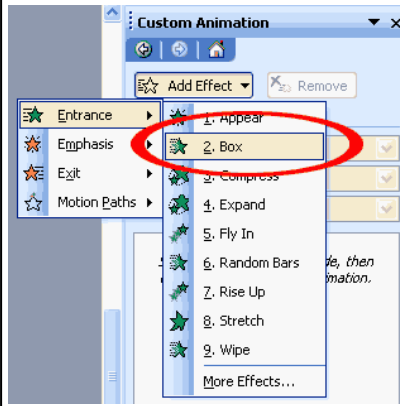 Custom Animation
Add Effect
Remove
Entrance
Emphasis
Exit
Motion Paths
1. Appear
2. Box
3. Compress
4. Expand
5. Fly In
6. Random Bars
7. Rise Up
8. Stretch
9. Wipe
More Effects...
de, then
imation.